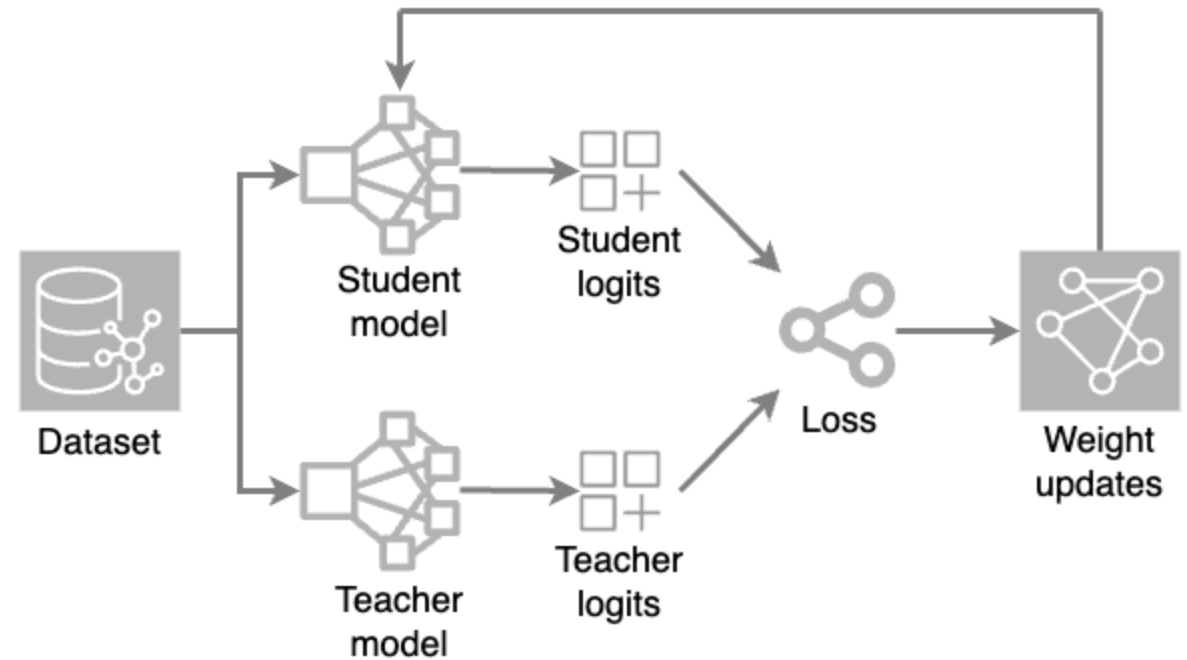 Student
model
Student
logits
Dataset
Loss
Weight
updates
Teacher
model
Teacher
logits